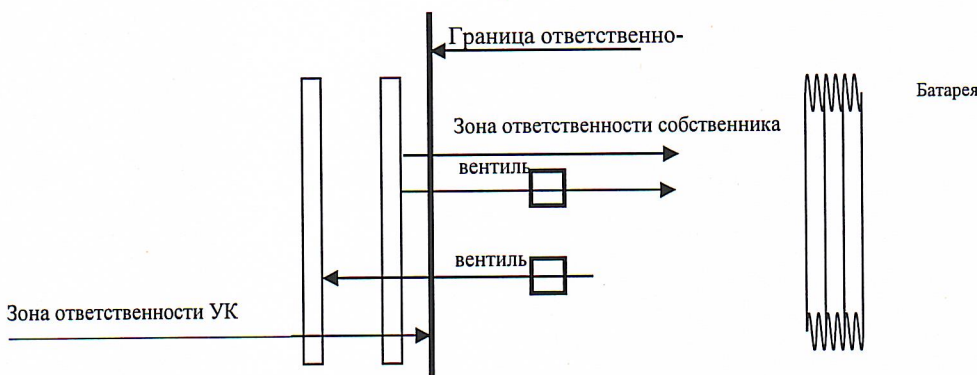 Граница ответственно-
Батарея
Зона ответственности собственника
вентиль
вентиль
Зона ответственности УК